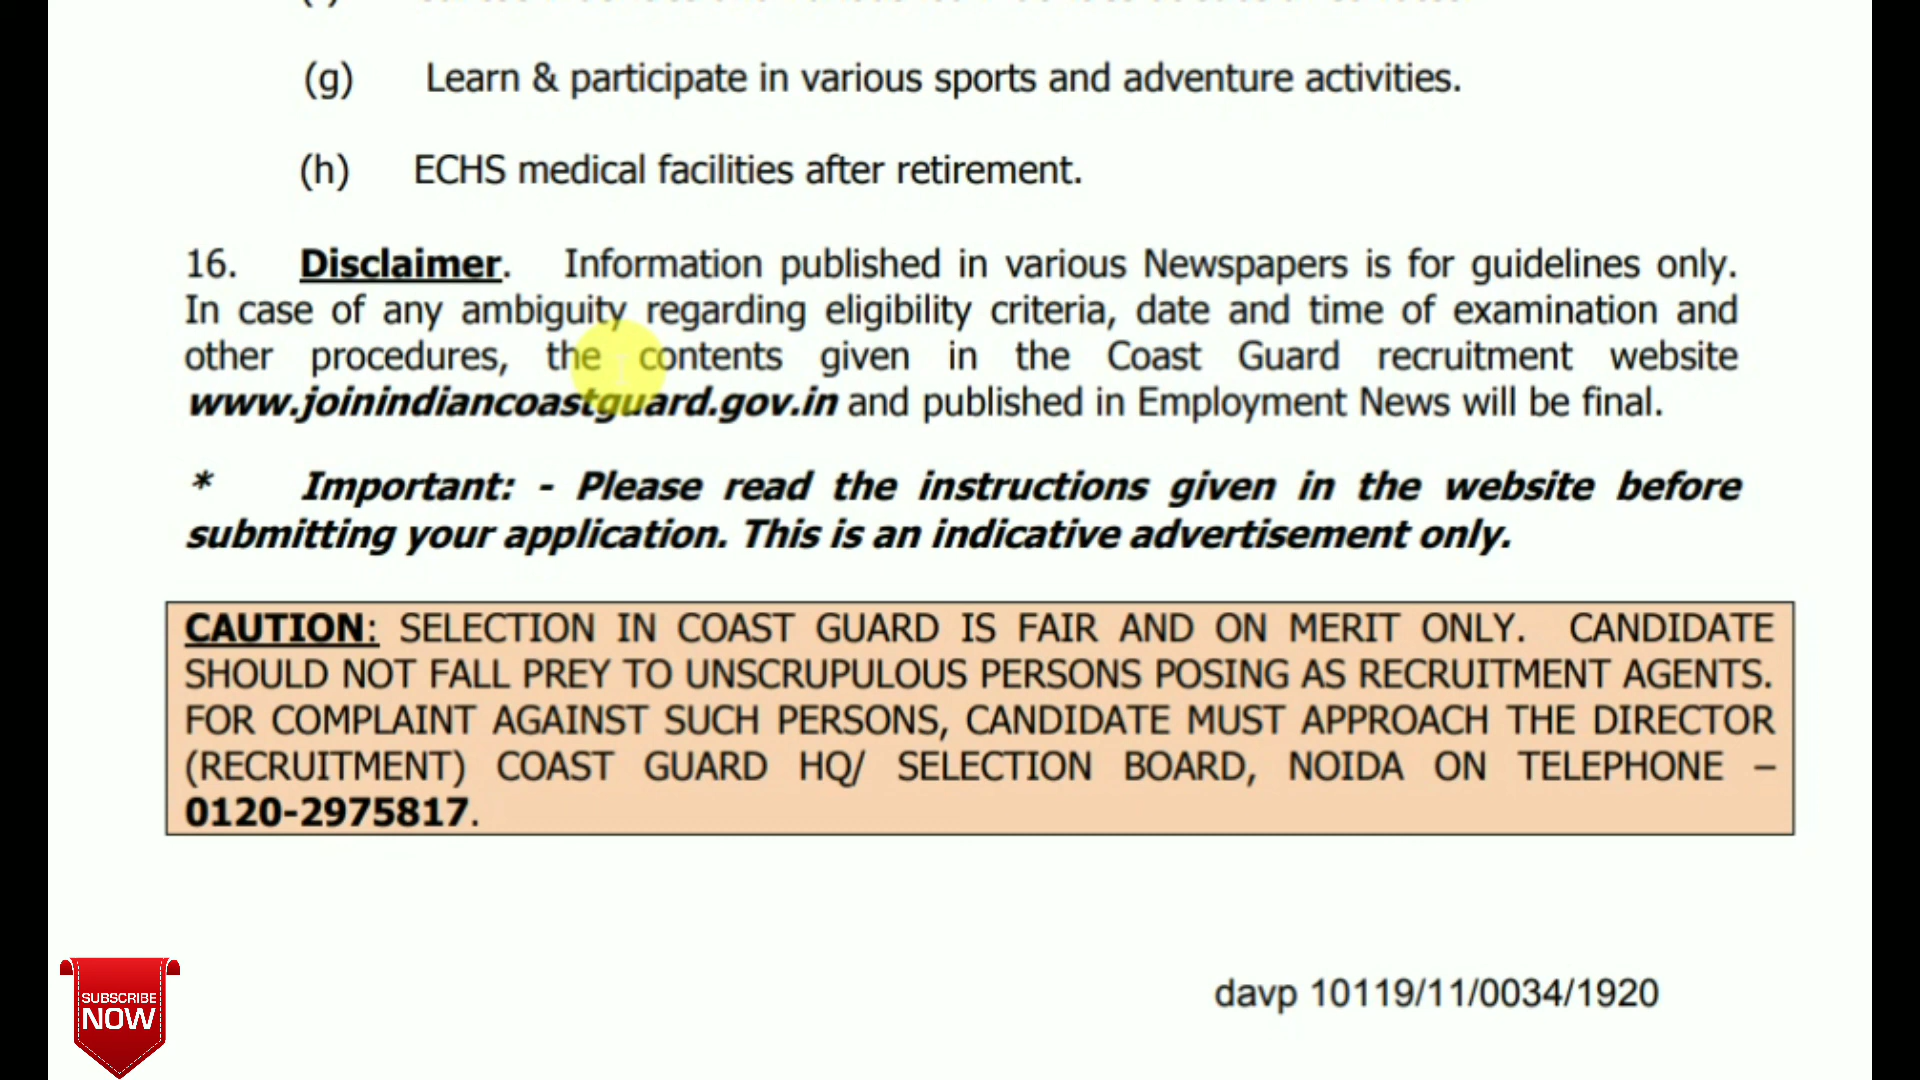 (g) Learn & participate in various sports and adventure activities.
(h) ECHS medical facilities after retirement.
16. Disclaimer. Information published in various Newspapers is for guidelines only.
In case of any ambiguity regarding eligibility criteria, date and time of examination and
other procedures, the contents given in the Coast Guard recruitment website
www.joinindiancoastguard.gov.in and published in Employment News will be final.
* Important: - Please read the instructions given in the website before
submitting your application. This is an indicative advertisement only.
CAUTION: SELECTION IN COAST GUARD IS FAIR AND ON MERIT ONLY. CANDIDATE
SHOULD NOT FALL PREY TO UNSCRUPULOUS PERSONS POSING AS RECRUITMENT AGENTS.
FOR COMPLAINT AGAINST SUCH PERSONS, CANDIDATE MUST APPROACH THE DIRECTOR
(RECRUITMENT) COAST GUARD HQ/ SELECTION BOARD, NOIDA ON TELEPHONE –
0120-2975817.
SUBSCRIBE
NOW
davp 10119/11/0034/1920